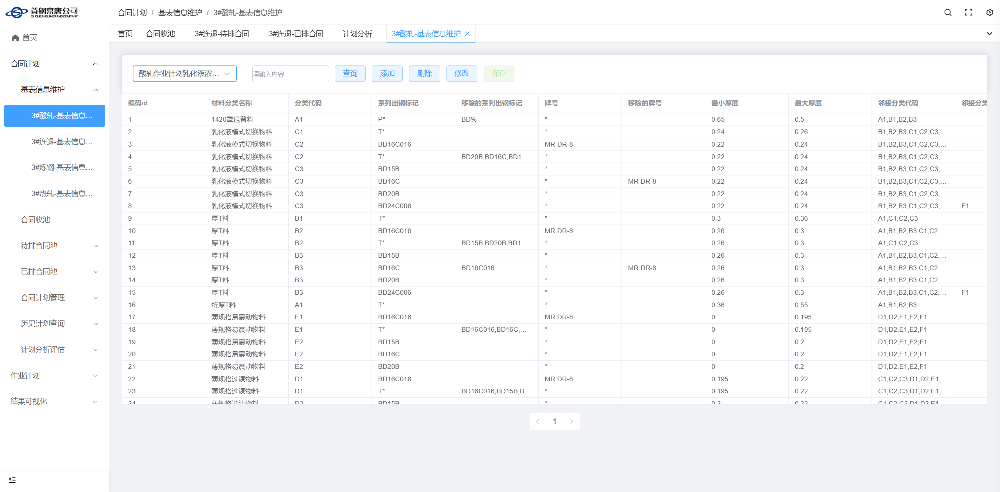 首钢京唐公司
SHOUGANG JINGTANG COMPANY
合同计划 / 基表信息维护 / 3#酸轧-基表信息维护
首页 合同收池 3#连退-待排合同 3#连退-已排合同 计划分析 3#酸轧-基表信息维护
首页
合同计划
基表信息维护
3#酸轧-基表信息...
3#连退-基表信息...
3#炼钢-基表信息...
3#热轧-基表信息...
合同收池
待排合同池
已排合同池
合同计划管理
历史计划查询
计划分析评估
作业计划
结果可视化
酸轧作业计划乳化液浓... 请输入内容... 查询 添加 删除 修改 保存
编码id 材料分类名称 分类代码 系列出钢标记 移除的系列出钢标记 牌号 移除的牌号 最小厚度 最大厚度 邻接分类代码 邻接分类
1 1420罩退普料 A1 P* BD% * 0.65 0.5 A1,B1,B2,B3
2 乳化液模式切换物料 C1 T* * 0.24 0.26 B1,B2,B3,C1,C2,C3,...
3 乳化液模式切换物料 C2 BD16C016 MR DR-8 0.22 0.24 B1,B2,B3,C1,C2,C3,...
4 乳化液模式切换物料 C2 T* BD20B,BD16C,BD1... * 0.22 0.24 B1,B2,B3,C1,C2,C3,...
5 乳化液模式切换物料 C3 BD15B * 0.22 0.24 B1,B2,B3,C1,C2,C3,...
6 乳化液模式切换物料 C3 BD16C * MR DR-8 0.22 0.24 B1,B2,B3,C1,C2,C3,...
7 乳化液模式切换物料 C3 BD20B * 0.22 0.24 B1,B2,B3,C1,C2,C3,...
8 乳化液模式切换物料 C3 BD24C006 * 0.22 0.24 B1,B2,B3,C1,C2,C3,... F1
9 厚T料 B1 T* * 0.3 0.36 A1,C1,C2,C3
10 厚T料 B2 BD16C016 MR DR-8 0.26 0.3 A1,B1,B2,B3,C1,C2,...
11 厚T料 B2 T* BD15B,BD20B,BD1... * 0.26 0.3 A1,C1,C2,C3
12 厚T料 B3 BD15B * 0.26 0.3 A1,B1,B2,B3,C1,C2,...
13 厚T料 B3 BD16C BD16C016 * MR DR-8 0.26 0.3 A1,B1,B2,B3,C1,C2,...
14 厚T料 B3 BD20B * 0.26 0.3 A1,B1,B2,B3,C1,C2,...
15 厚T料 B3 BD24C006 * 0.26 0.3 A1,B1,B2,B3,C1,C2,... F1
16 特厚T料 A1 T* * 0.36 0.55 A1,B1,B2,B3
17 薄规格易震动物料 E1 BD16C016 MR DR-8 0 0.195 D1,D2,E1,E2,F1
18 薄规格易震动物料 E1 T* BD16C016,BD16C,... * 0 0.195 D1,D2,E1,E2,F1
19 薄规格易震动物料 E2 BD15B * 0 0.2 D1,D2,E1,E2,F1
20 薄规格易震动物料 E2 BD16C * 0 0.2 D1,D2,E1,E2,F1
21 薄规格易震动物料 E2 BD20B * 0 0.2 D1,D2,E1,E2,F1
22 薄规格过渡物料 D1 BD16C016 MR DR-8 0.195 0.22 C1,C2,C3,D1,D2,E1,...
23 薄规格过渡物料 D1 T* BD16C016,BD15B,B... * 0.195 0.22 C1,C2,C3,D1,D2,E1,...
24 薄规格过渡物料 D2 BD15B * 0.2 0.22 C1,C2,C3,D1,D2,E1,...
1